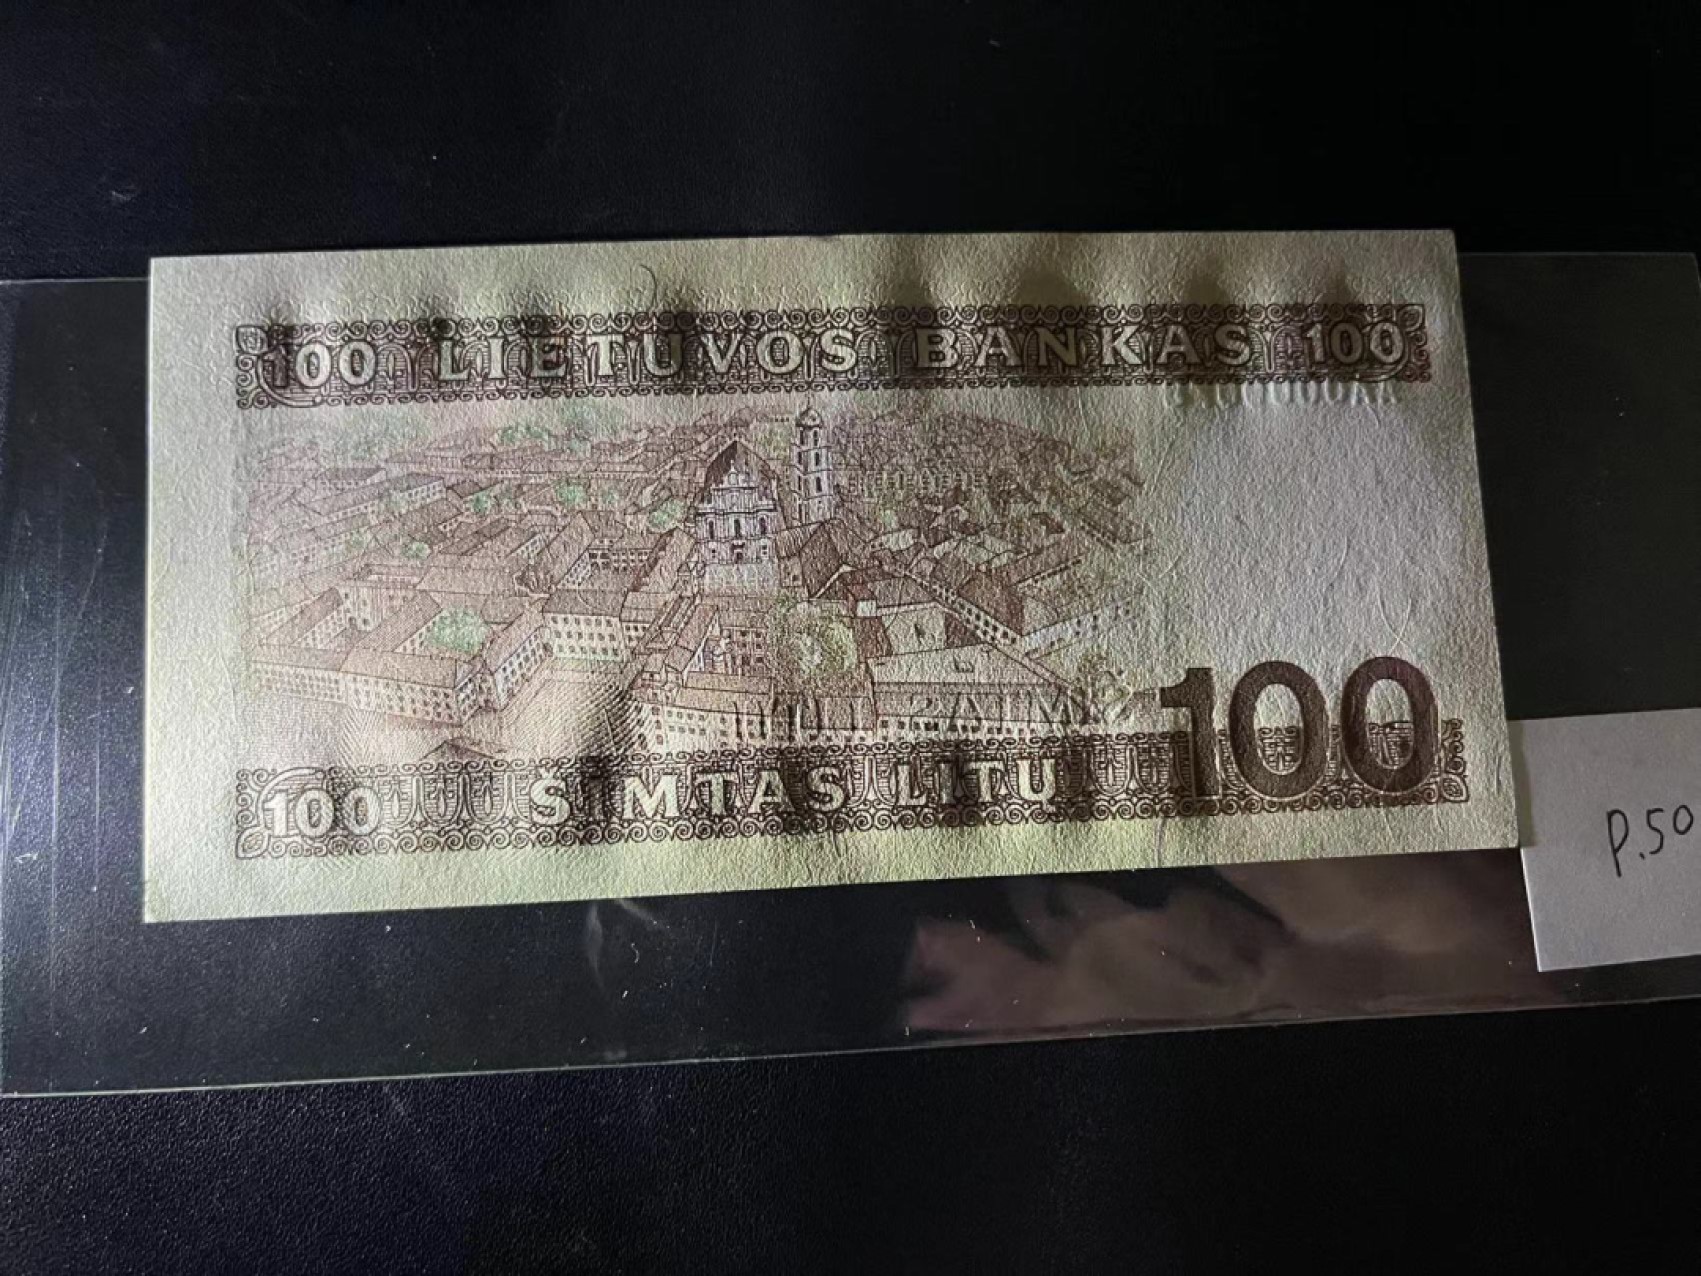 100 LIETUVOS BANKAS 100
100 ŠIMTAS LITŲ 100
P.50